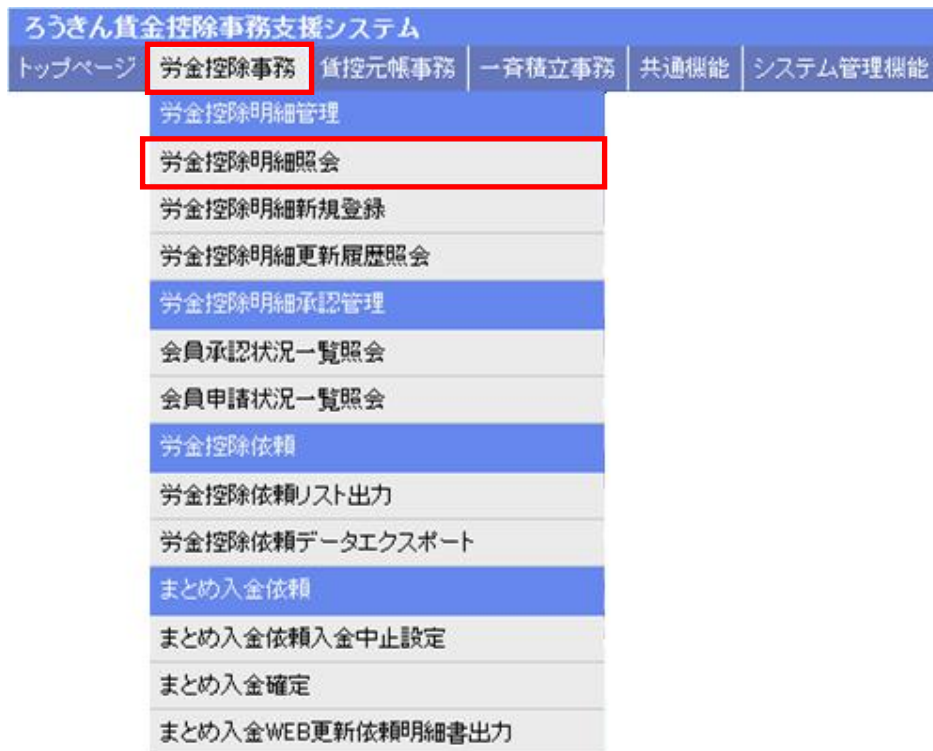 ろうきん賃金控除事務支援システム
トップページ 労金控除事務 賃控元帳事務 一斉積立事務 共通機能 システム管理機能
労金控除明細管理
労金控除明細照会
労金控除明細新規登録
労金控除明細更新履歴照会
労金控除明細承認管理
会員承認状況一覧照会
会員申請状況一覧照会
労金控除依頼
労金控除依頼リスト出力
労金控除依頼データエクスポート
まとめ入金依頼
まとめ入金依頼入金中止設定
まとめ入金確定
まとめ入金WEB更新依頼明細書出力